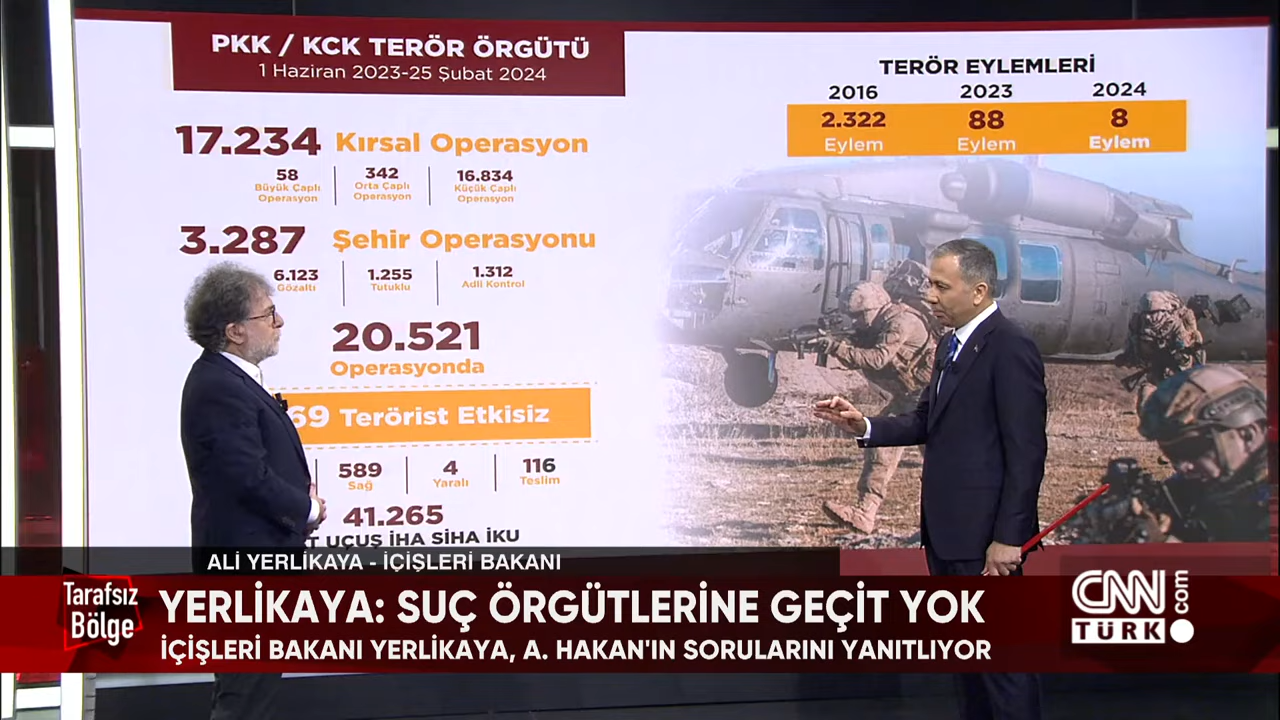 PKK / KCK TERÖR ÖRGÜTÜ
1 Haziran 2023-25 Şubat 2024
17.234 Kırsal Operasyon
58 342 16.834
Büyük Çaplı Orta Çaplı Küçük Çaplı
Operasyon Operasyon Operasyon
3.287 Şehir Operasyonu
6.123 1.255 1.312
Gözaltı Tutuklu Adli Kontrol
20.521
Operasyonda
69 Terörist Etkisiz
589 4 116
Sağ Yaralı Teslim
41.265
UÇUŞ İHA SİHA İKU
TERÖR EYLEMLERİ
2016 2023 2024
2.322 88 8
Eylem Eylem Eylem
ALİ YERLİKAYA - İÇİŞLERİ BAKANI
Tarafsız
Bölge
YERLİKAYA: SUÇ ÖRGÜTLERİNE GEÇİT YOK
İÇİŞLERİ BAKANI YERLİKAYA, A. HAKAN'IN SORULARINI YANITLIYOR
CNN
TÜRK
.com